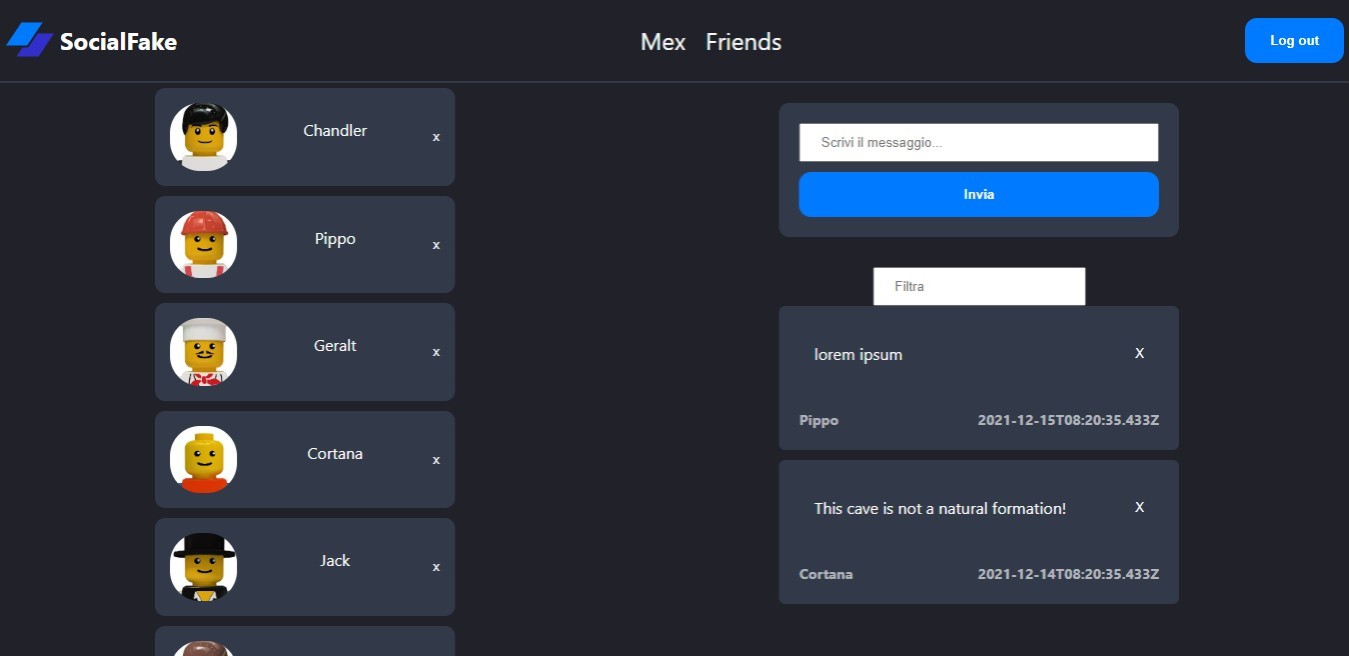 SocialFake
Mex Friends
Log out
Chandler
x
Pippo
x
Geralt
x
Cortana
x
Jack
x
Scrivi il messaggio...
Invia
Filtra
lorem ipsum X
Pippo 2021-12-15T08:20:35.433Z
This cave is not a natural formation! X
Cortana 2021-12-14T08:20:35.433Z